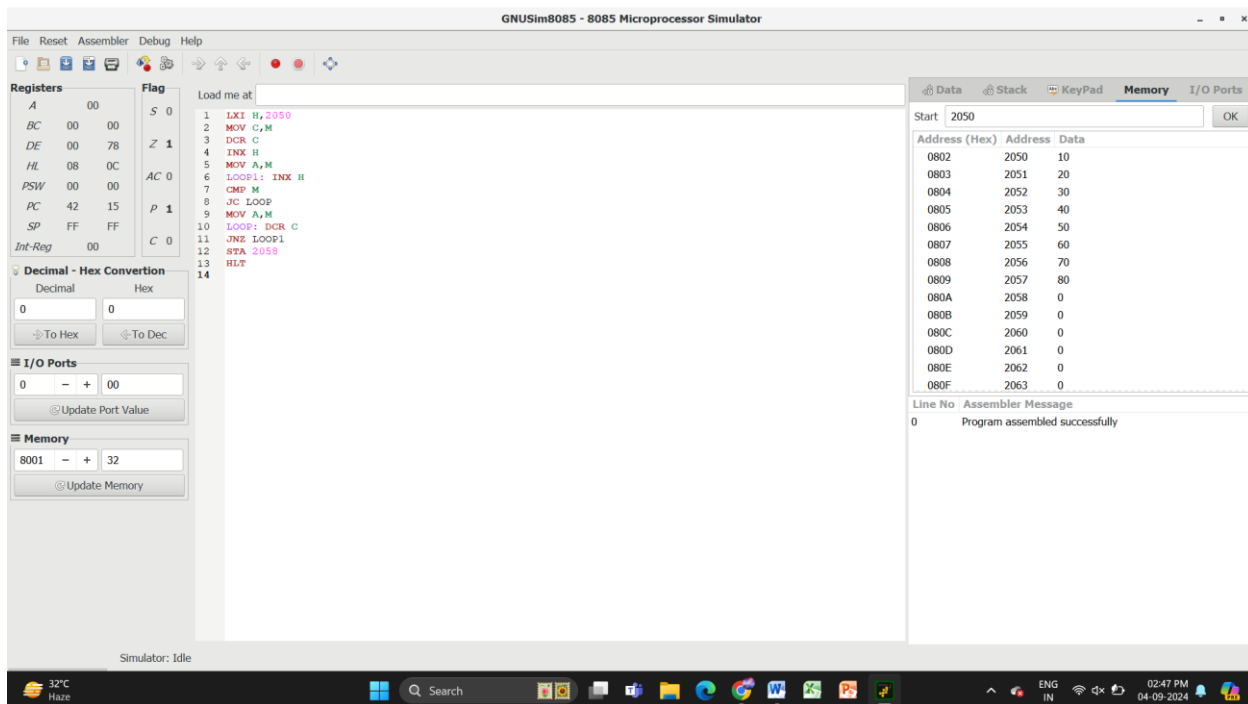 GNUSim8085 - 8085 Microprocessor Simulator
File Reset Assembler Debug Help
Registers
A 00
BC 00 00
DE 00 78
HL 08 0C
PSW 00 00
PC 42 15
SP FF FF
Int-Reg 00
Flag
S 0
Z 1
AC 0
P 1
C 0
Decimal - Hex Convertion
Decimal Hex
0 0
To Hex To Dec
I/O Ports
0 - + 00
Update Port Value
Memory
8001 - + 32
Update Memory
Load me at
1 LXI H,2050
2 MOV C,M
3 DCR C
4 INX H
5 MOV A,M
6 LOOP1: INX H
7 CMP M
8 JC LOOP
9 MOV A,M
10 LOOP: DCR C
11 JNZ LOOP1
12 STA 2058
13 HLT
14
Data Stack KeyPad Memory I/O Ports
Start 2050 OK
Address (Hex) Address Data
0802 2050 10
0803 2051 20
0804 2052 30
0805 2053 40
0806 2054 50
0807 2055 60
0808 2056 70
0809 2057 80
080A 2058 0
080B 2059 0
080C 2060 0
080D 2061 0
080E 2062 0
080F 2063 0
Line No Assembler Message
0 Program assembled successfully
Simulator: Idle
32°C
Haze
Search
ENG
IN
02:47 PM
04-09-2024